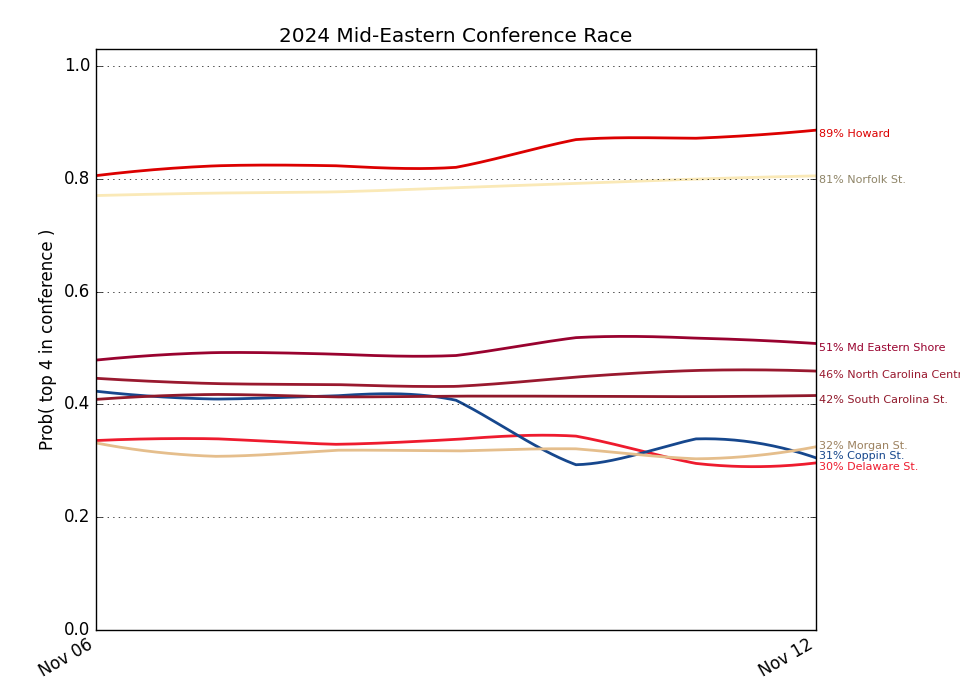 2024 Mid-Eastern Conference Race
Prob( top 4 in conference )
1.0
0.8
0.6
0.4
0.2
0.0
Nov 06
Nov 12
89% Howard
81% Norfolk St.
51% Md Eastern Shore
46% North Carolina Centr
42% South Carolina St.
32% Morgan St.
31% Coppin St.
30% Delaware St.